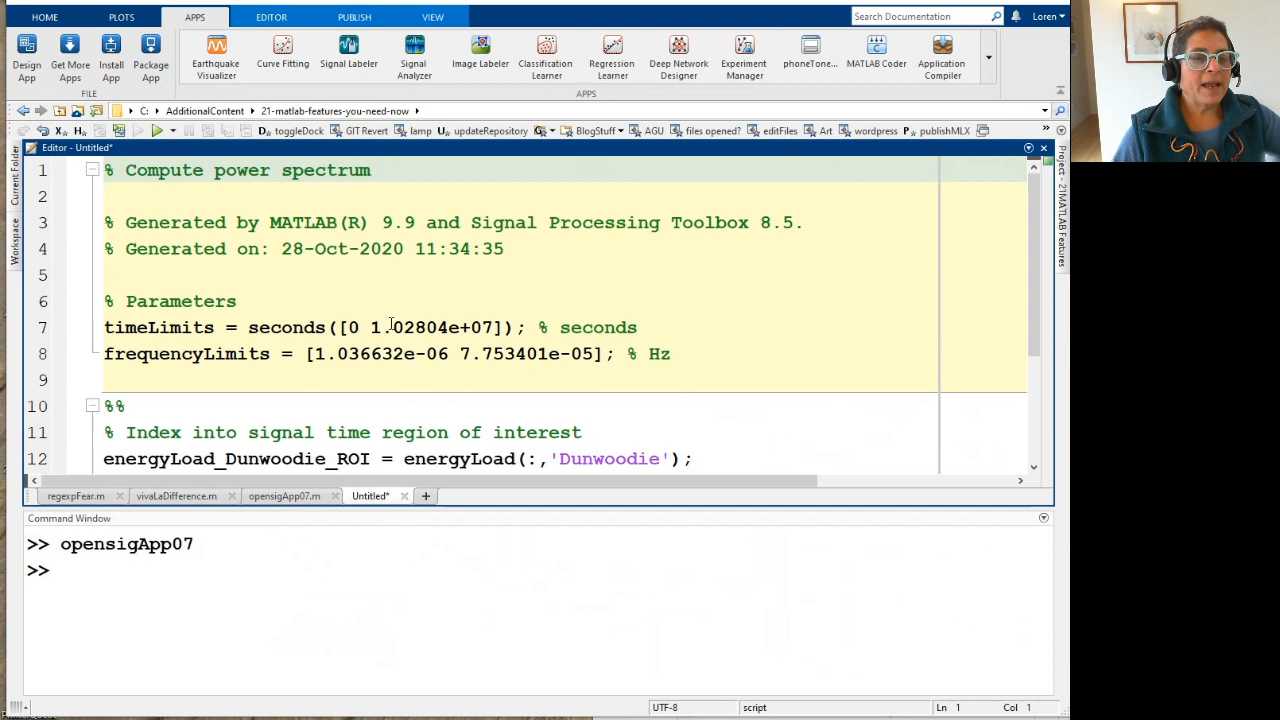 HOME PLOTS APPS EDITOR PUBLISH VIEW Search Documentation Loren
Design App
Get More Apps
Install App
Package App
Earthquake Visualizer
Curve Fitting
Signal Labeler
Signal Analyzer
Image Labeler
Classification Learner
Regression Learner
Deep Network Designer
Experiment Manager
phoneTone...
MATLAB Coder
Application Compiler
FILE APPS
C: AdditionalContent 21-matlab-features-you-need-now
toggleDock GIT Revert lamp updateRepository BlogStuff AGU files opened? editFiles Art wordpress publishMLX
Editor - Untitled*
Current Folder
Workspace
Project - 21MATLAB Features
1 % Compute power spectrum
2
3 % Generated by MATLAB(R) 9.9 and Signal Processing Toolbox 8.5.
4 % Generated on: 28-Oct-2020 11:34:35
5
6 % Parameters
7 timeLimits = seconds([0 1.02804e+07]); % seconds
8 frequencyLimits = [1.036632e-06 7.753401e-05]; % Hz
9
10 %%
11 % Index into signal time region of interest
12 energyLoad_Dunwoodie_ROI = energyLoad(:,'Dunwoodie');
regexpFear.m vivaLaDifference.m opensigApp07.m Untitled* +
Command Window
>> opensigApp07
>>
UTF-8 script Ln 1 Col 1